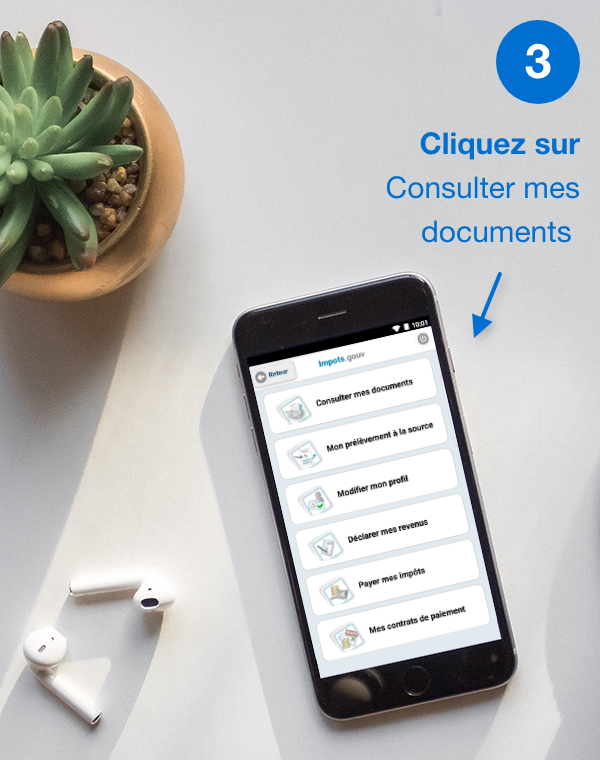 3
Cliquez sur
Consulter mes
documents
10:01
Retour
Impots.gouv
Consulter mes documents
Mon prélèvement à la source
Modifier mon profil
Déclarer mes revenus
Payer mes impôts
Mes contrats de paiement